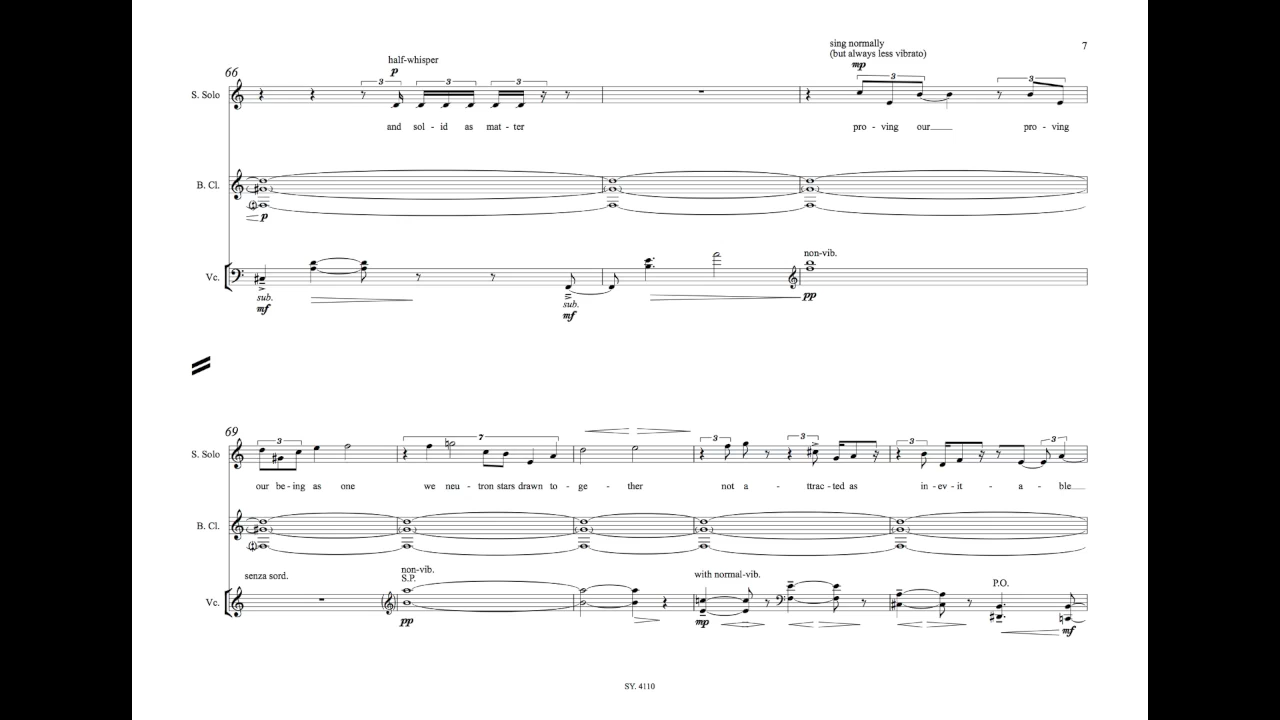 sing normally
(but always less vibrato)
7
half-whisper
p
mp
66
3 3 3 3 3
S. Solo
and sol - id as mat - ter pro - ving our pro - ving
B. Cl.
p
non-vib.
Vc.
sub. sub. pp
mf mf
69
3 7 3 3 3 3
S. Solo
our be - ing as one we neu - tron stars drawn to - ge - ther not a - ttrac - ted as in - ev - it - a - ble
B. Cl.
senza sord. non-vib. with normal-vib. P.O.
S.P.
Vc.
pp mp mf
SY. 4110